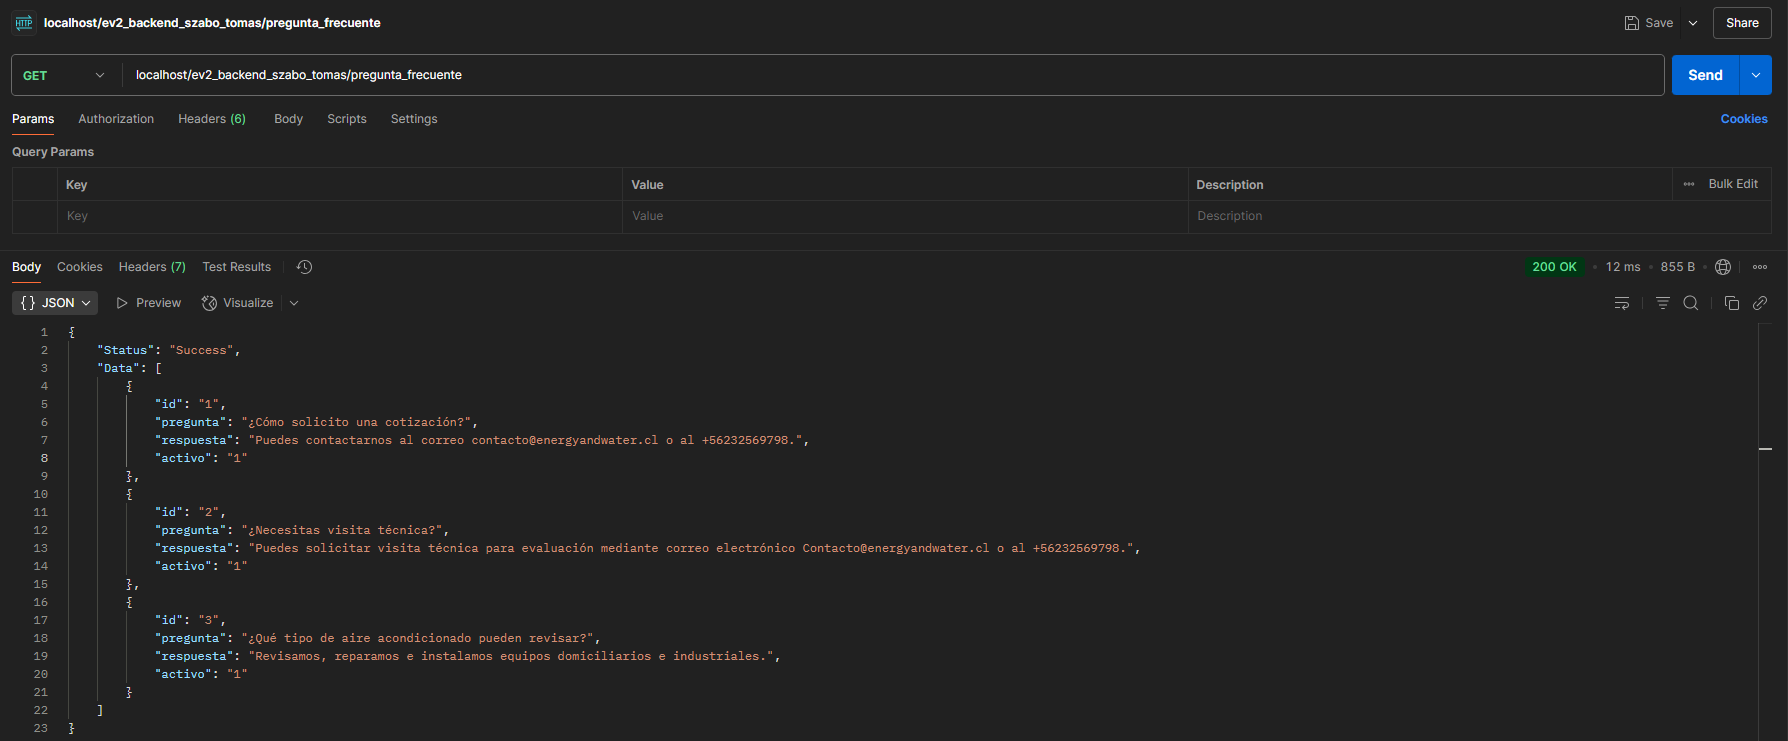 HTTP localhost/ev2_backend_szabo_tomas/pregunta_frecuente Save Share
GET localhost/ev2_backend_szabo_tomas/pregunta_frecuente Send
Params Authorization Headers (6) Body Scripts Settings Cookies
Query Params
Key Value Description Bulk Edit
Key Value Description
Body Cookies Headers (7) Test Results 200 OK 12 ms 855 B
{} JSON Preview Visualize
1 {
2 "Status": "Success",
3 "Data": [
4 {
5 "id": "1",
6 "pregunta": "¿Cómo solicito una cotización?",
7 "respuesta": "Puedes contactarnos al correo contacto@energyandwater.cl o al +56232569798.",
8 "activo": "1"
9 },
10 {
11 "id": "2",
12 "pregunta": "¿Necesitas visita técnica?",
13 "respuesta": "Puedes solicitar visita técnica para evaluación mediante correo electrónico Contacto@energyandwater.cl o al +56232569798.",
14 "activo": "1"
15 },
16 {
17 "id": "3",
18 "pregunta": "¿Qué tipo de aire acondicionado pueden revisar?",
19 "respuesta": "Revisamos, reparamos e instalamos equipos domiciliarios e industriales.",
20 "activo": "1"
21 }
22 ]
23 }